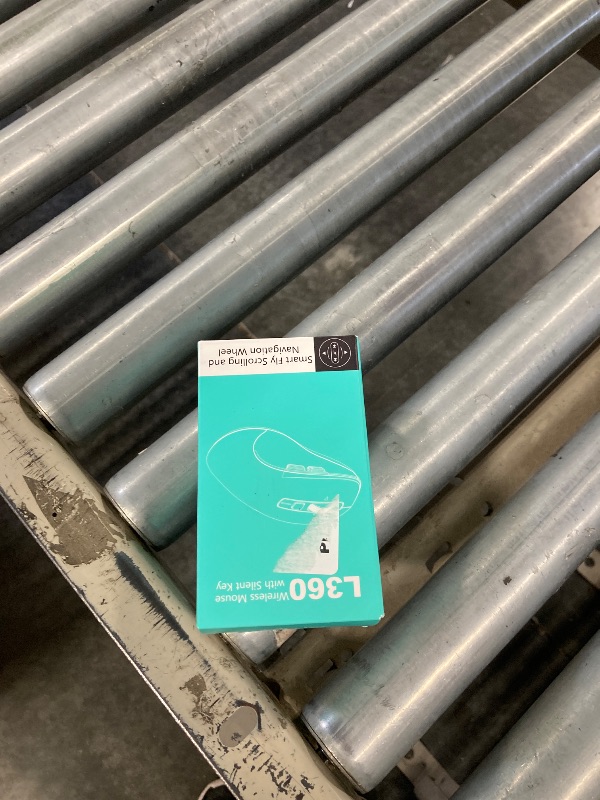 L360 Wireless Mouse
with Silent Key
Smart Fly Scrolling and
Navigation Wheel